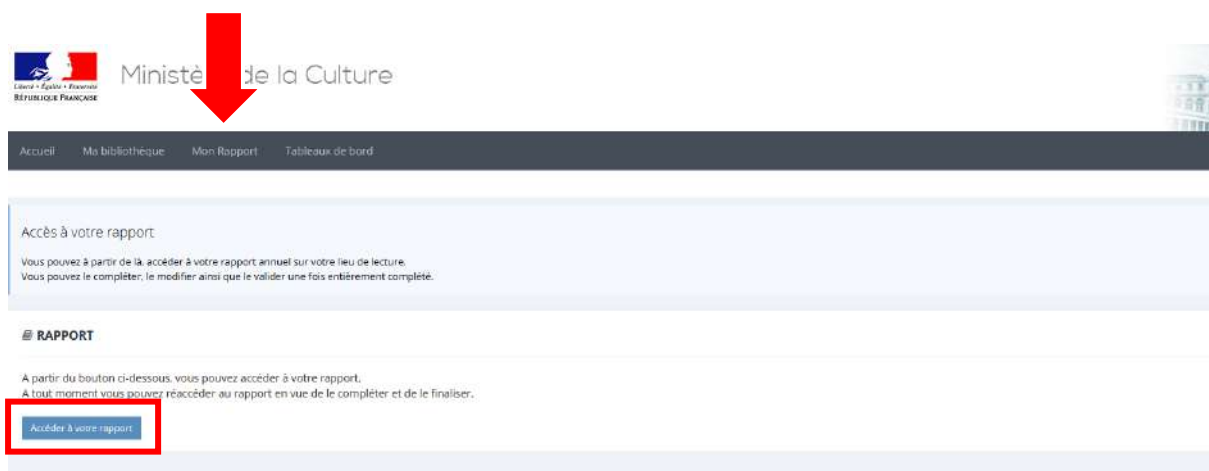 Liberté • Égalité • Fraternité
RÉPUBLIQUE FRANÇAISE
Ministè de la Culture
Accueil Ma bibliothèque Mon Rapport Tableaux de bord
Accès à votre rapport
Vous pouvez à partir de là, accéder à votre rapport annuel sur votre lieu de lecture.
Vous pouvez le compléter, le modifier ainsi que le valider une fois entièrement complété.
RAPPORT
A partir du bouton ci-dessous, vous pouvez accéder à votre rapport.
A tout moment vous pouvez réaccéder au rapport en vue de le compléter et de le finaliser.
Accéder à votre rapport